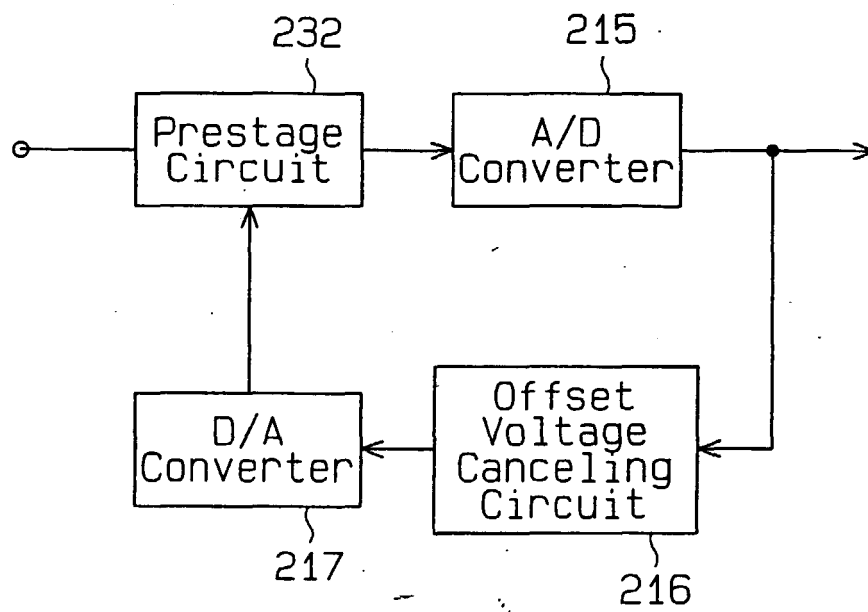 232
215
Prestage
Circuit
A/D
Converter
D/A
Converter
Offset
Voltage
Canceling
Circuit
217
216